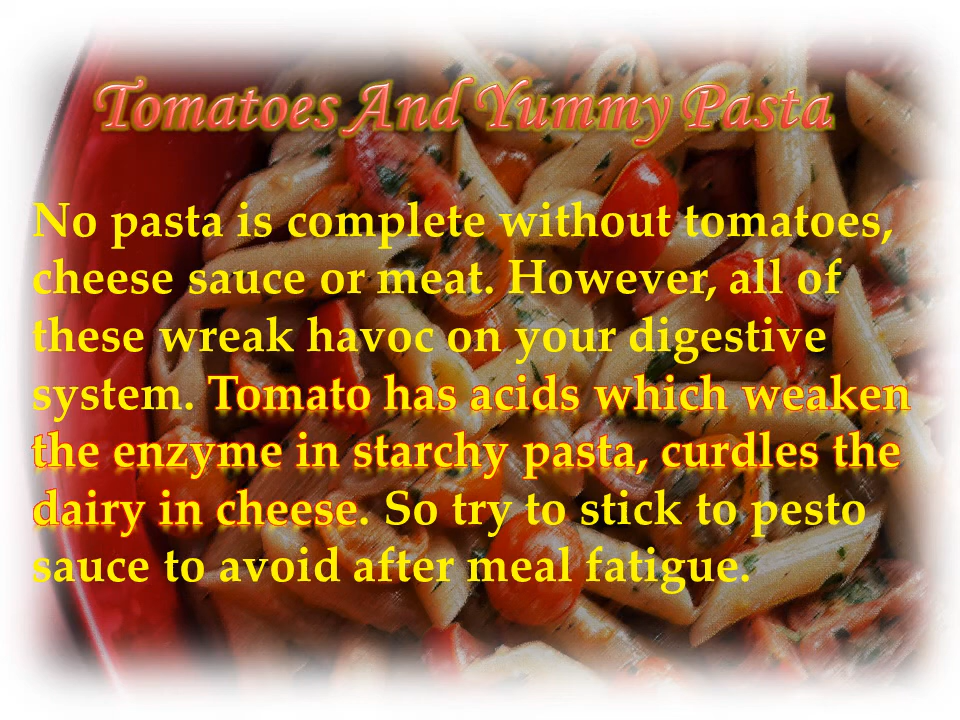 Tomatoes And Yummy Pasta
No pasta is complete without tomatoes,
cheese sauce or meat. However, all of
these wreak havoc on your digestive
system. Tomato has acids which weaken
the enzyme in starchy pasta, curdles the
dairy in cheese. So try to stick to pesto
sauce to avoid after meal fatigue.